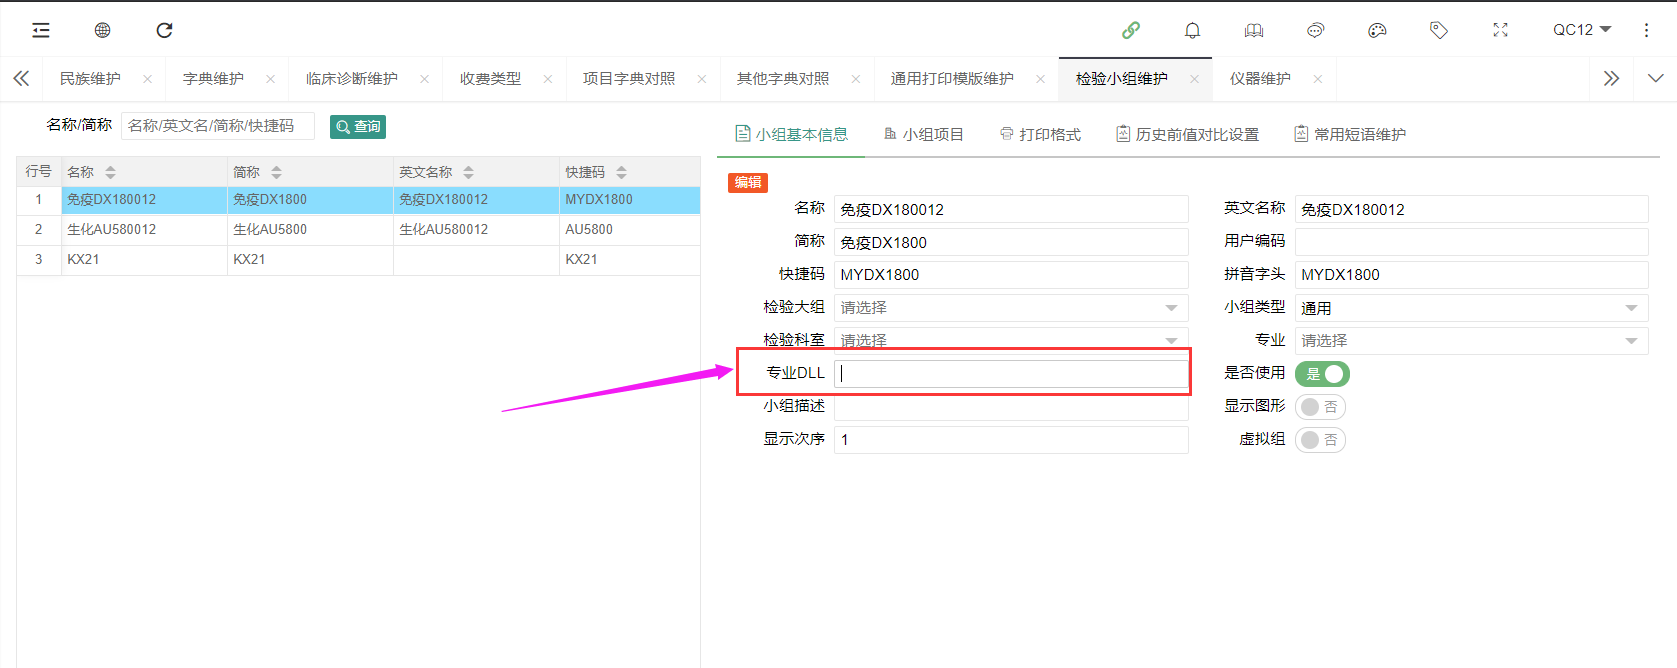 QC12
民族维护 字典维护 临床诊断维护 收费类型 项目字典对照 其他字典对照 通用打印模版维护 检验小组维护 仪器维护
名称/简称 名称/英文名/简称/快捷码 查询
行号 名称 简称 英文名称 快捷码
1 免疫DX180012 免疫DX1800 免疫DX180012 MYDX1800
2 生化AU580012 生化AU5800 生化AU580012 AU5800
3 KX21 KX21 KX21
小组基本信息 小组项目 打印格式 历史前值对比设置 常用短语维护
编辑
名称 免疫DX180012 英文名称 免疫DX180012
简称 免疫DX1800 用户编码
快捷码 MYDX1800 拼音字头 MYDX1800
检验大组 请选择 小组类型 通用
检验科室 请选择 专业 请选择
专业DLL 是否使用 是
小组描述 显示图形 否
显示次序 1 虚拟组 否